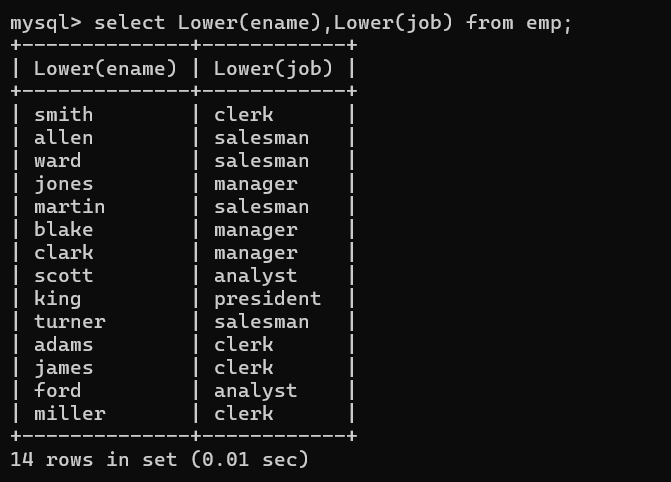 mysql> select Lower(ename),Lower(job) from emp;
+--------------+------------+
| Lower(ename) | Lower(job) |
+--------------+------------+
| smith        | clerk      |
| allen        | salesman   |
| ward         | salesman   |
| jones        | manager    |
| martin       | salesman   |
| blake        | manager    |
| clark        | manager    |
| scott        | analyst    |
| king         | president  |
| turner       | salesman   |
| adams        | clerk      |
| james        | clerk      |
| ford         | analyst    |
| miller       | clerk      |
+--------------+------------+
14 rows in set (0.01 sec)